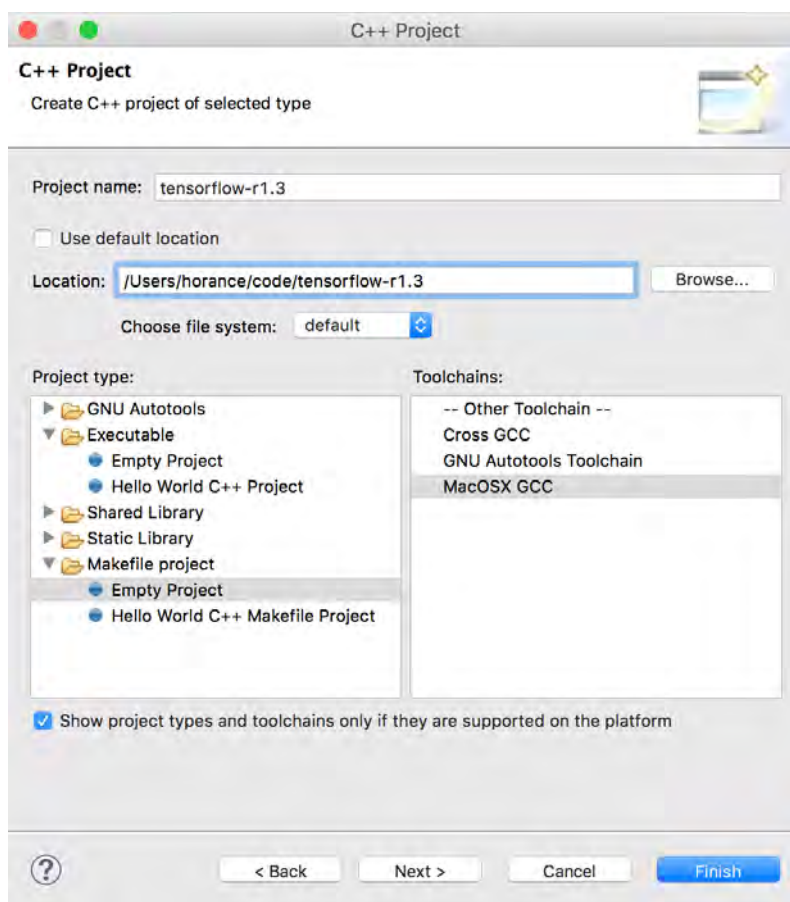 C++ Project
C++ Project
Create C++ project of selected type
Project name: tensorflow-r1.3
Use default location
Location: /Users/horance/code/tensorflow-r1.3 Browse...
Choose file system: default
Project type:
GNU Autotools
Executable
Empty Project
Hello World C++ Project
Shared Library
Static Library
Makefile project
Empty Project
Hello World C++ Makefile Project
Toolchains:
-- Other Toolchain --
Cross GCC
GNU Autotools Toolchain
MacOSX GCC
Show project types and toolchains only if they are supported on the platform
? < Back Next > Cancel Finish